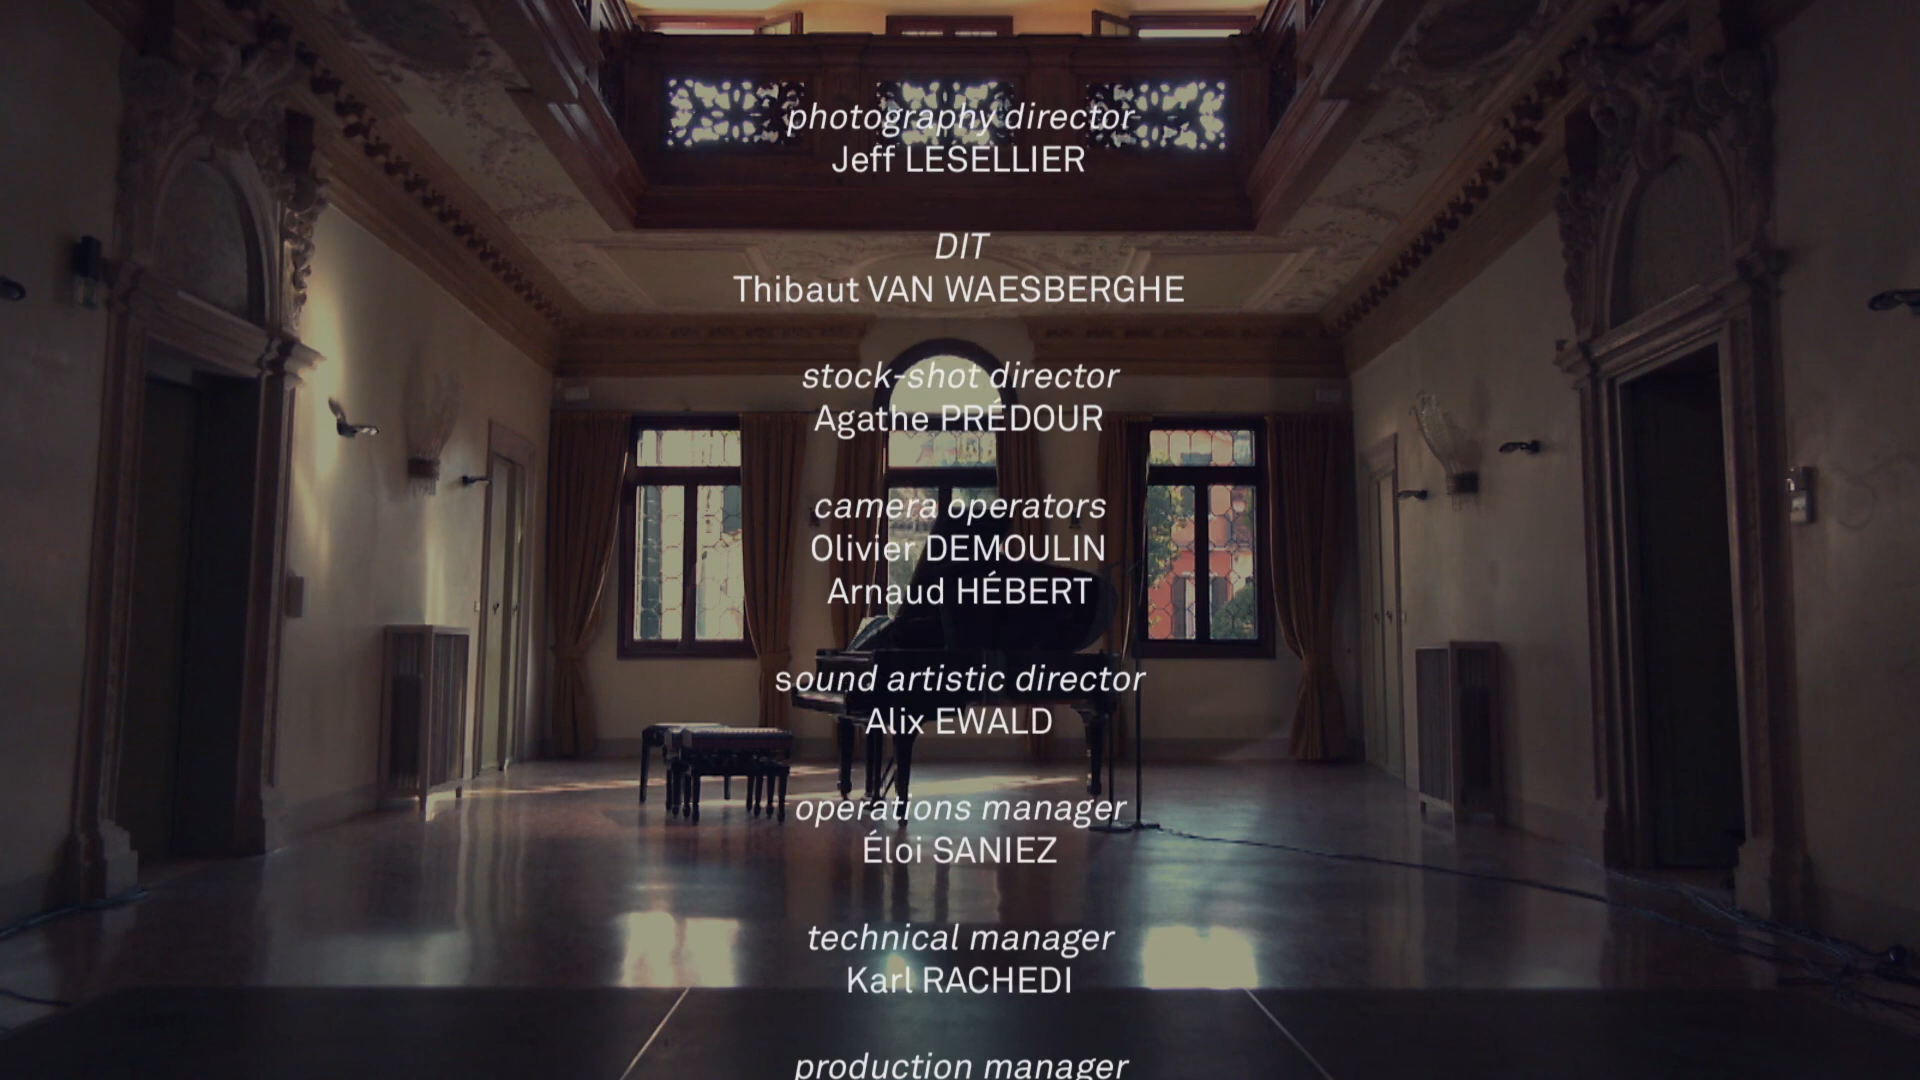 photography director
Jeff LESELLIER
DIT
Thibaut VAN WAESBERGHE
stock-shot director
Agathe PRÉDOUR
camera operators
Olivier DEMOULIN
Arnaud HÉBERT
sound artistic director
Alix EWALD
operations manager
Éloi SANIEZ
technical manager
Karl RACHEDI
production manager